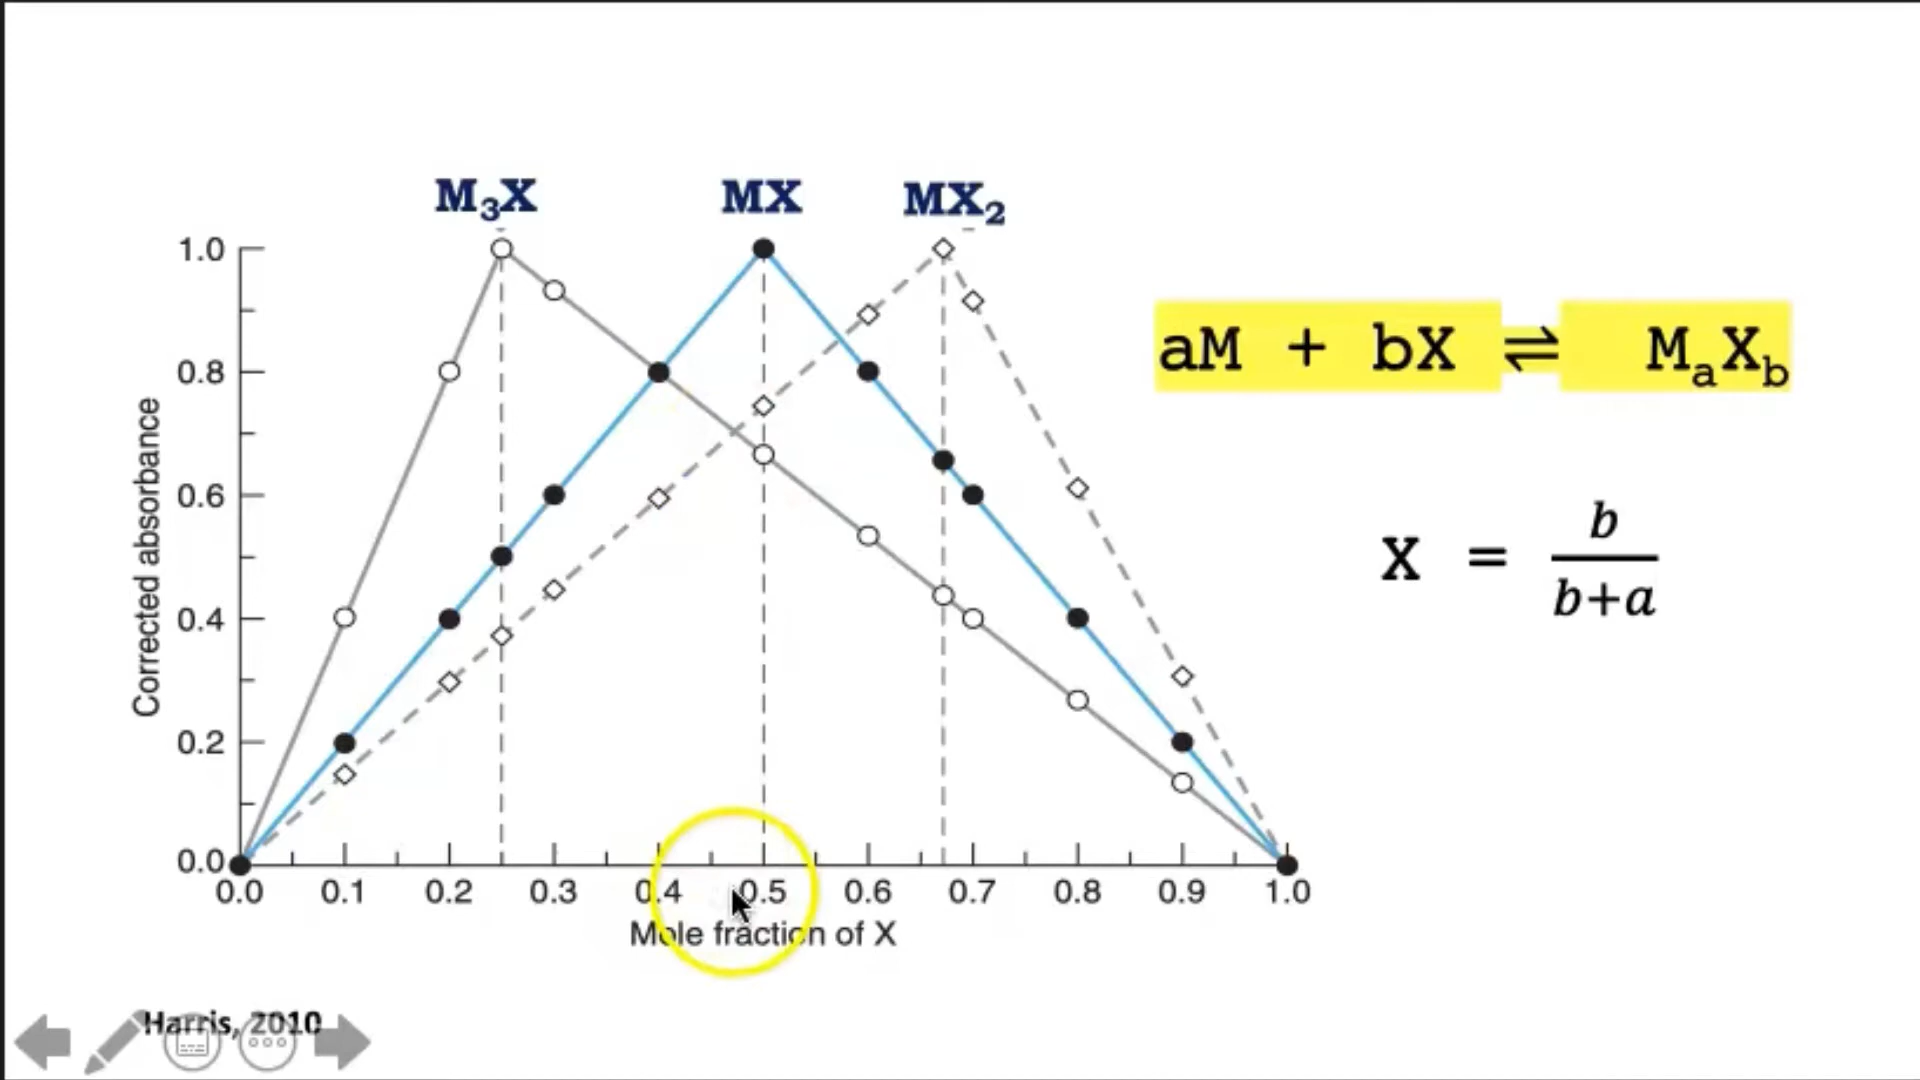 M₃X MX MX₂
1.0
0.8
0.6
0.4
0.2
0.0
Corrected absorbance
0.0 0.1 0.2 0.3 0.4 0.5 0.6 0.7 0.8 0.9 1.0
Mole fraction of X
aM + bX ⇌ MₐX_b
X = b/(b+a)
Harris, 2010